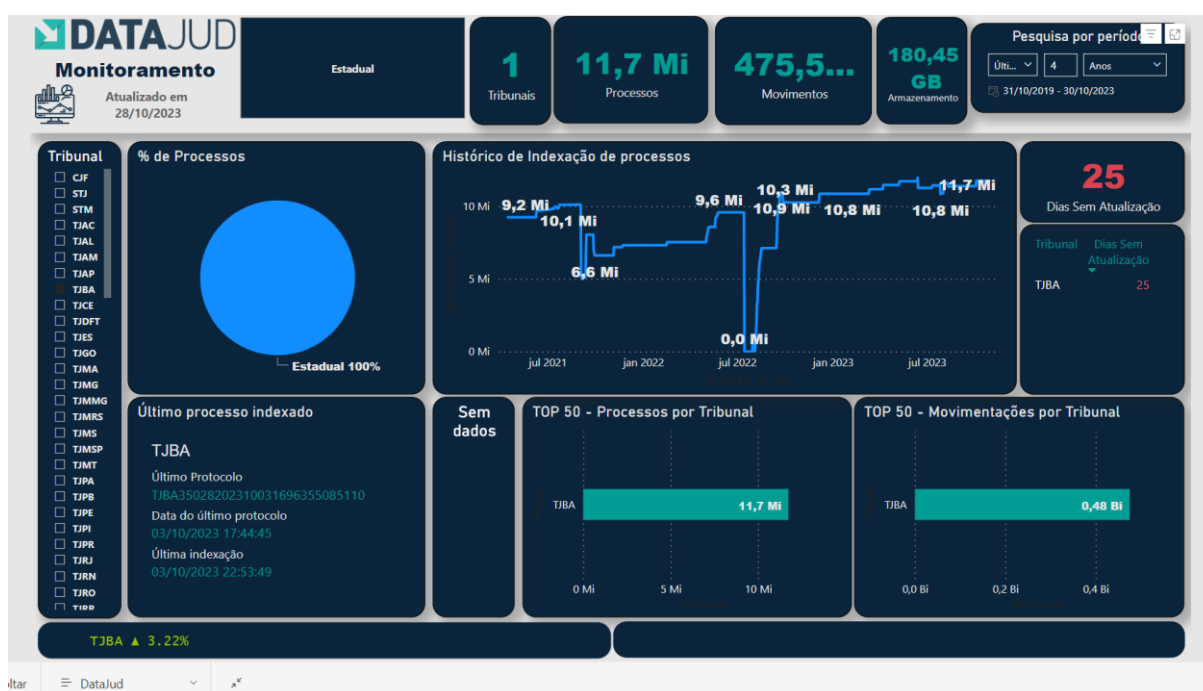 DATAJUD
Monitoramento
Atualizado em
28/10/2023
Estadual
1
Tribunais
11,7 Mi
Processos
475,5...
Movimentos
180,45
GB
Armazenamento
Pesquisa por períod
Últi...
4
Anos
31/10/2019 - 30/10/2023
Tribunal
CJF
STJ
STM
TJAC
TJAL
TJAM
TJAP
TJBA
TJCE
TJDFT
TJES
TJGO
TJMA
TJMG
TJMMG
TJMRS
TJMS
TJMSP
TJMT
TJPA
TJPB
TJPE
TJPI
TJPR
TJRJ
TJRN
TJRO
TJRR
% de Processos
Estadual 100%
Histórico de Indexação de processos
10 Mi
5 Mi
0 Mi
9,2 Mi
10,1 Mi
6,6 Mi
9,6 Mi
0,0 Mi
10,3 Mi
10,9 Mi
10,8 Mi
11,7 Mi
10,8 Mi
jul 2021
jan 2022
jul 2022
jan 2023
jul 2023
25
Dias Sem Atualização
Tribunal Dias Sem
Atualização
TJBA 25
Último processo indexado
TJBA
Último Protocolo
TJBA35028202310031696355085110
Data do último protocolo
03/10/2023 17:44:45
Última indexação
03/10/2023 22:53:49
Sem
dados
TOP 50 - Processos por Tribunal
TJBA
11,7 Mi
0 Mi 5 Mi 10 Mi
TOP 50 - Movimentações por Tribunal
TJBA
0,48 Bi
0,0 Bi 0,2 Bi 0,4 Bi
TJBA ▲ 3.22%
oltar
DataJud